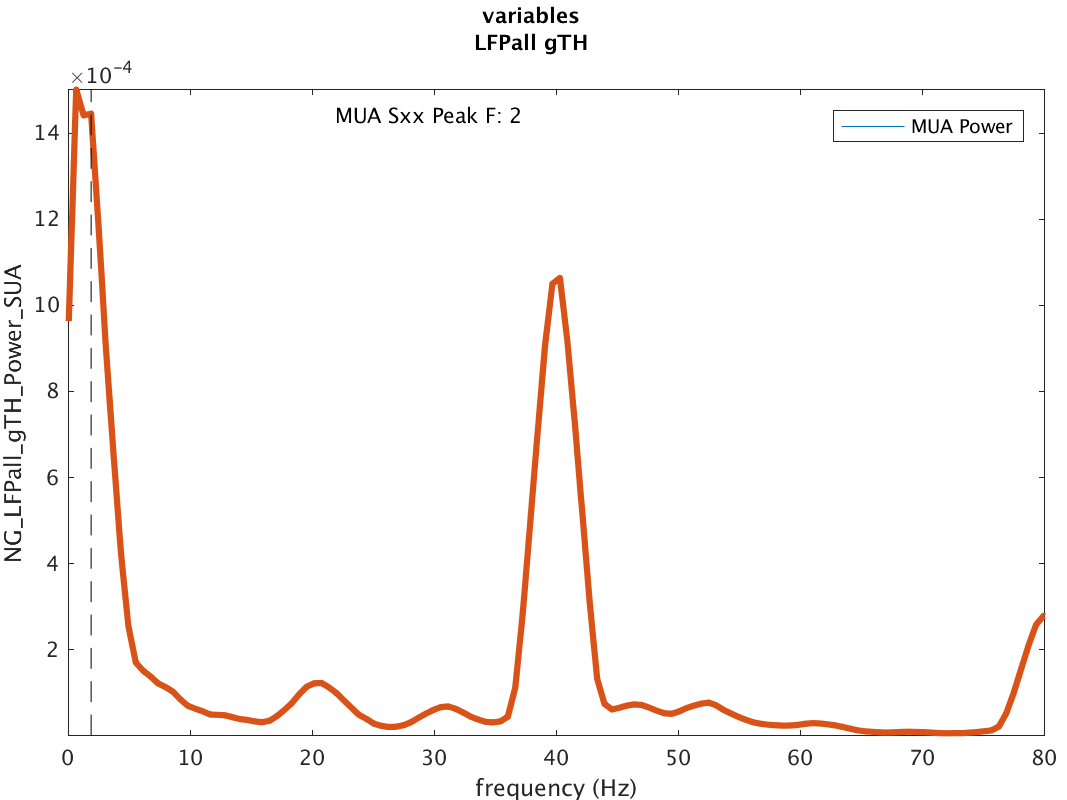 variables
LFPall gTH
×10⁻⁴
MUA Sxx Peak F: 2
MUA Power
14
12
10
8
6
4
2
NG_LFPall_gTH_Power_SUA
0 10 20 30 40 50 60 70 80
frequency (Hz)